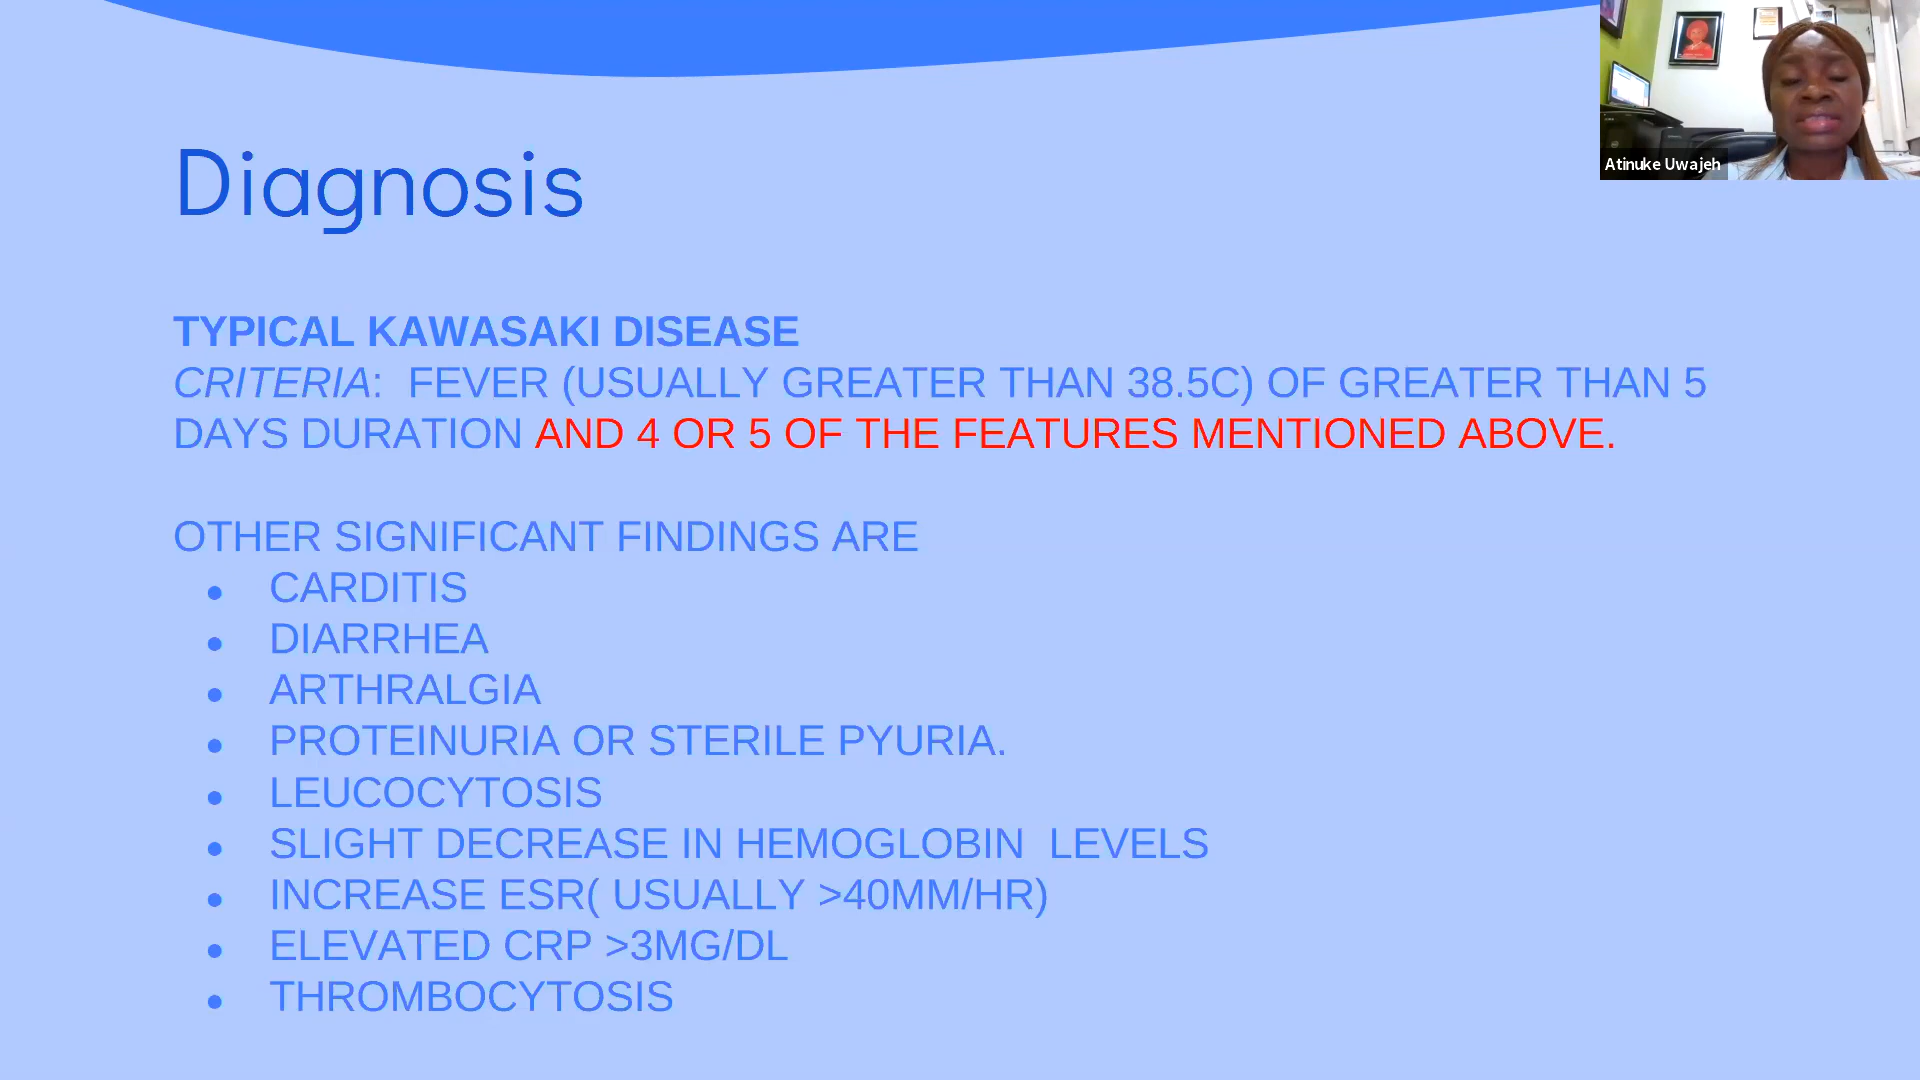 Atinuke Uwajeh
Diagnosis
TYPICAL KAWASAKI DISEASE
CRITERIA:  FEVER (USUALLY GREATER THAN 38.5C) OF GREATER THAN 5
DAYS DURATION AND 4 OR 5 OF THE FEATURES MENTIONED ABOVE.
OTHER SIGNIFICANT FINDINGS ARE
● CARDITIS
● DIARRHEA
● ARTHRALGIA
● PROTEINURIA OR STERILE PYURIA.
● LEUCOCYTOSIS
● SLIGHT DECREASE IN HEMOGLOBIN  LEVELS
● INCREASE ESR( USUALLY >40MM/HR)
● ELEVATED CRP >3MG/DL
● THROMBOCYTOSIS